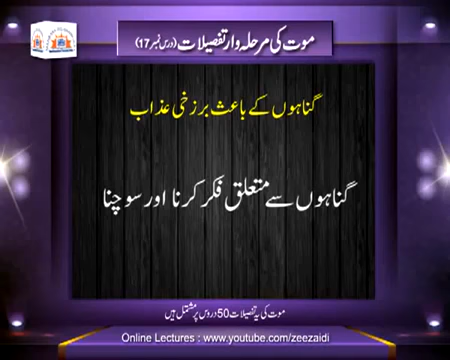 موت کی مرحلہ وار تفصیلات (درس نمبر 17)
گناہوں کے باعث برزخی عذاب
گناہوں سے متعلق فکر کرنا اور سوچنا
موت کی یہ تفصیلات 50 دروس پر مشتمل ہیں
Online Lectures : www.youtube.com/zeezaidi